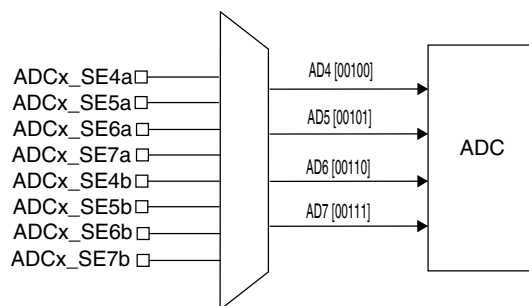 ADCx_SE4a
ADCx_SE5a
ADCx_SE6a
ADCx_SE7a
ADCx_SE4b
ADCx_SE5b
ADCx_SE6b
ADCx_SE7b
AD4 [00100]
AD5 [00101]
AD6 [00110]
AD7 [00111]
ADC